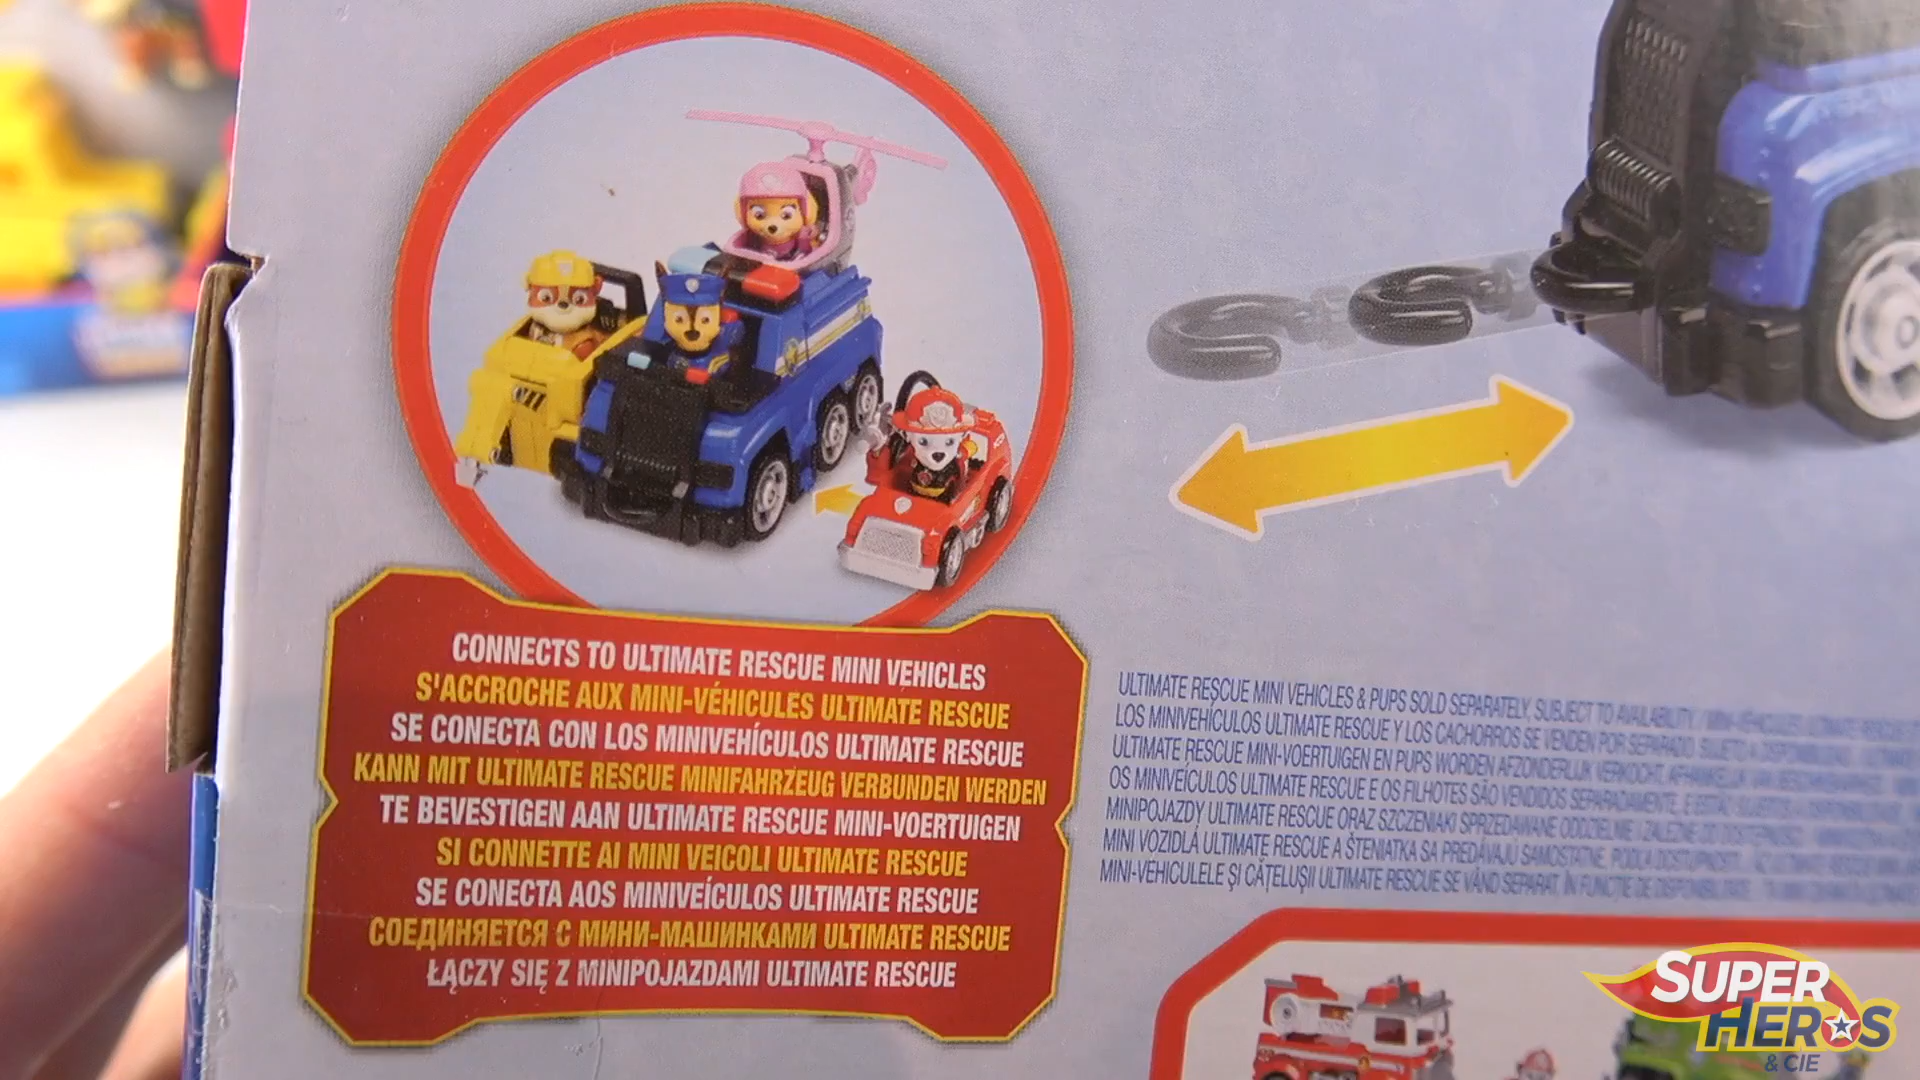 CONNECTS TO ULTIMATE RESCUE MINI VEHICLES
S'ACCROCHE AUX MINI-VÉHICULES ULTIMATE RESCUE
SE CONECTA CON LOS MINIVEHÍCULOS ULTIMATE RESCUE
KANN MIT ULTIMATE RESCUE MINIFAHRZEUG VERBUNDEN WERDEN
TE BEVESTIGEN AAN ULTIMATE RESCUE MINI-VOERTUIGEN
SI CONNETTE AI MINI VEICOLI ULTIMATE RESCUE
SE CONECTA AOS MINIVEÍCULOS ULTIMATE RESCUE
СОЕДИНЯЕТСЯ С МИНИ-МАШИНКАМИ ULTIMATE RESCUE
ŁĄCZY SIĘ Z MINIPOJAZDAMI ULTIMATE RESCUE
ULTIMATE RESCUE MINI VEHICLES & PUPS SOLD SEPARATELY, SUBJECT TO AVAILABILITY. /
LOS MINIVEHÍCULOS ULTIMATE RESCUE Y LOS CACHORROS SE VENDEN POR SEPARADO
ULTIMATE RESCUE MINI-VOERTUIGEN EN PUPS WORDEN AFZONDERLIJK VERKOCHT
OS MINIVEÍCULOS ULTIMATE RESCUE E OS FILHOTES SÃO VENDIDOS SEPARADAMENTE
MINIPOJAZDY ULTIMATE RESCUE ORAZ SZCZENIAKI SPRZEDAWANE ODDZIELNIE
MINI VOZIDLÁ ULTIMATE RESCUE A ŠTENIATKA SA PREDÁVAJÚ SAMOSTATNE
MINI-VEHICULELE ȘI CĂȚELUȘII ULTIMATE RESCUE SE VÂND SEPARAT, ÎN FUNCȚIE DE DISPONIBILITATE
SUPER
HEROS
& CIE